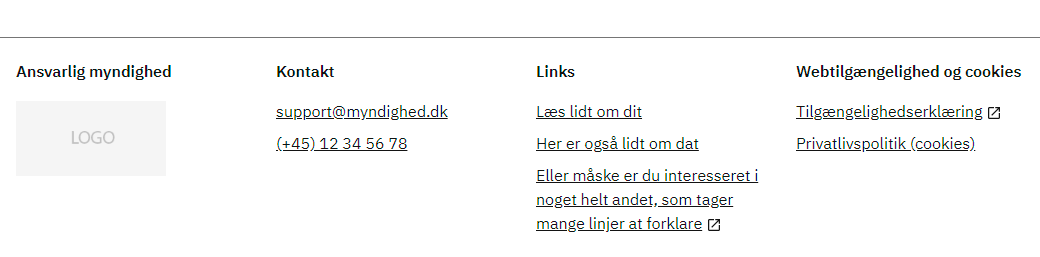 Ansvarlig myndighed
LOGO
Kontakt
support@myndighed.dk
(+45) 12 34 56 78
Links
Læs lidt om dit
Her er også lidt om dat
Eller måske er du interesseret i
noget helt andet, som tager
mange linjer at forklare
Webtilgængelighed og cookies
Tilgængelighedserklæring
Privatlivspolitik (cookies)